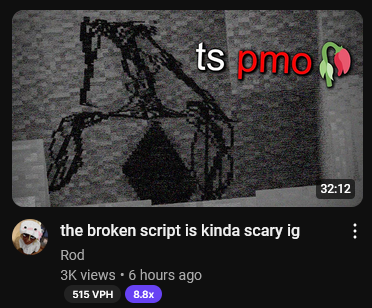 ts pmo🥀
32:12
the broken script is kinda scary ig
Rod
3K views • 6 hours ago
515 VPH 8.8x